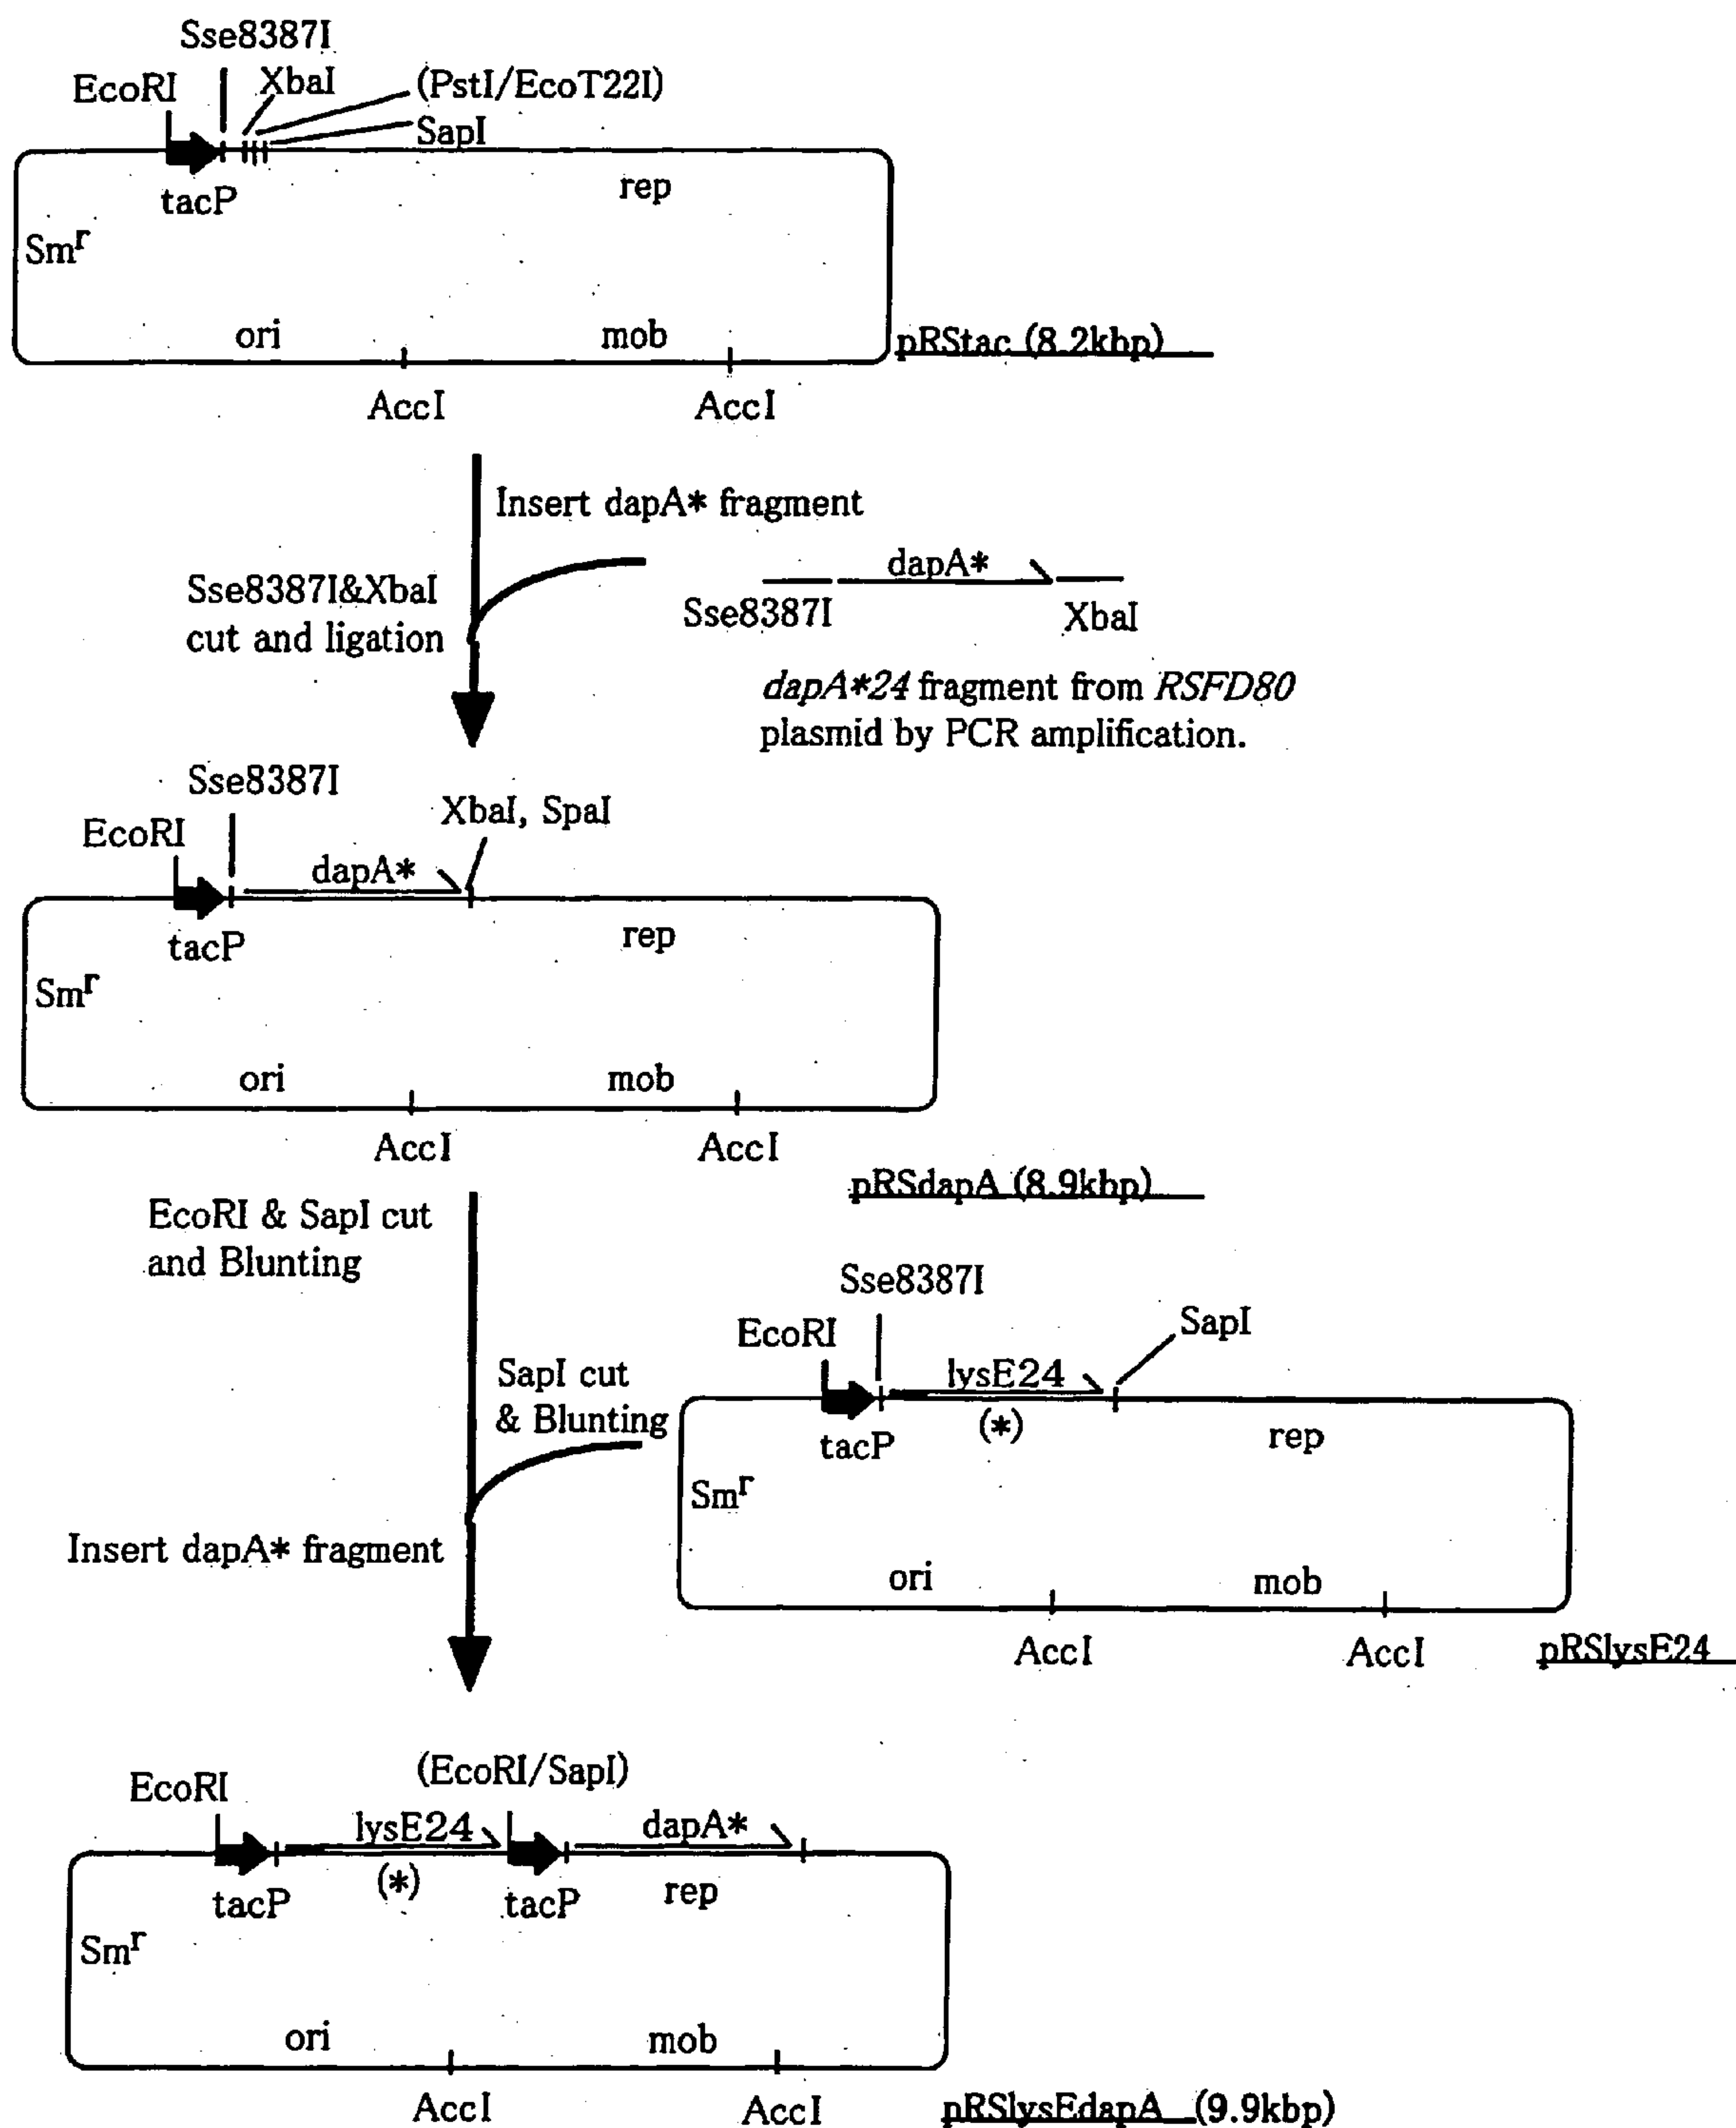 Sse8387I
XbaI
(PstI/EcoT22I)
EcoRI
SapI
tacP
rep
Smr
ori
mob
pRStac (8.2kbp)
AccI
AccI
Insert dapA* fragment
dapA*
Sse8387I&XbaI
cut and ligation
Sse8387I
XbaI
dapA*24 fragment from RSFD80
plasmid by PCR amplification.
Sse8387I
XbaI, SpaI
EcoRI
dapA*
tacP
rep
Smr
ori
mob
AccI
AccI
pRSdapA (8.9kbp)
EcoRI & SapI cut
and Blunting
Sse8387I
SapI
EcoRI
lysE24
SapI cut
& Blunting
(*)
tacP
rep
Smr
Insert dapA* fragment
ori
mob
AccI
AccI
pRSlysE24
(EcoRI/SapI)
EcoRI
lysE24
dapA*
(*)
tacP
tacP
rep
Smr
ori
mob
AccI
AccI
pRSlysEdapA (9.9kbp)